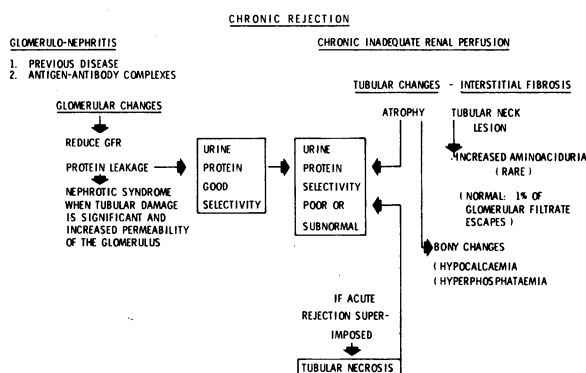 CHRONIC REJECTION
GLOMERULO-NEPHRITIS
1. PREVIOUS DISEASE
2. ANTIGEN-ANTIBODY COMPLEXES
GLOMERULAR CHANGES
REDUCE GFR
PROTEIN LEAKAGE
NEPHROTIC SYNDROME
WHEN TUBULAR DAMAGE
IS SIGNIFICANT AND
INCREASED PERMEABILITY
OF THE GLOMERULUS
URINE
PROTEIN
GOOD
SELECTIVITY
URINE
PROTEIN
SELECTIVITY
POOR OR
SUBNORMAL
CHRONIC INADEQUATE RENAL PERFUSION
TUBULAR CHANGES - INTERSTITIAL FIBROSIS
ATROPHY
TUBULAR NECK
LESION
INCREASED AMINOACIDURIA
(RARE)
(NORMAL: 1% OF
GLOMERULAR FILTRATE
ESCAPES)
BONY CHANGES
(HYPOCALCAEMIA
(HYPERPHOSPHATAEMIA
IF ACUTE
REJECTION SUPER-
IMPOSED
TUBULAR NECROSIS